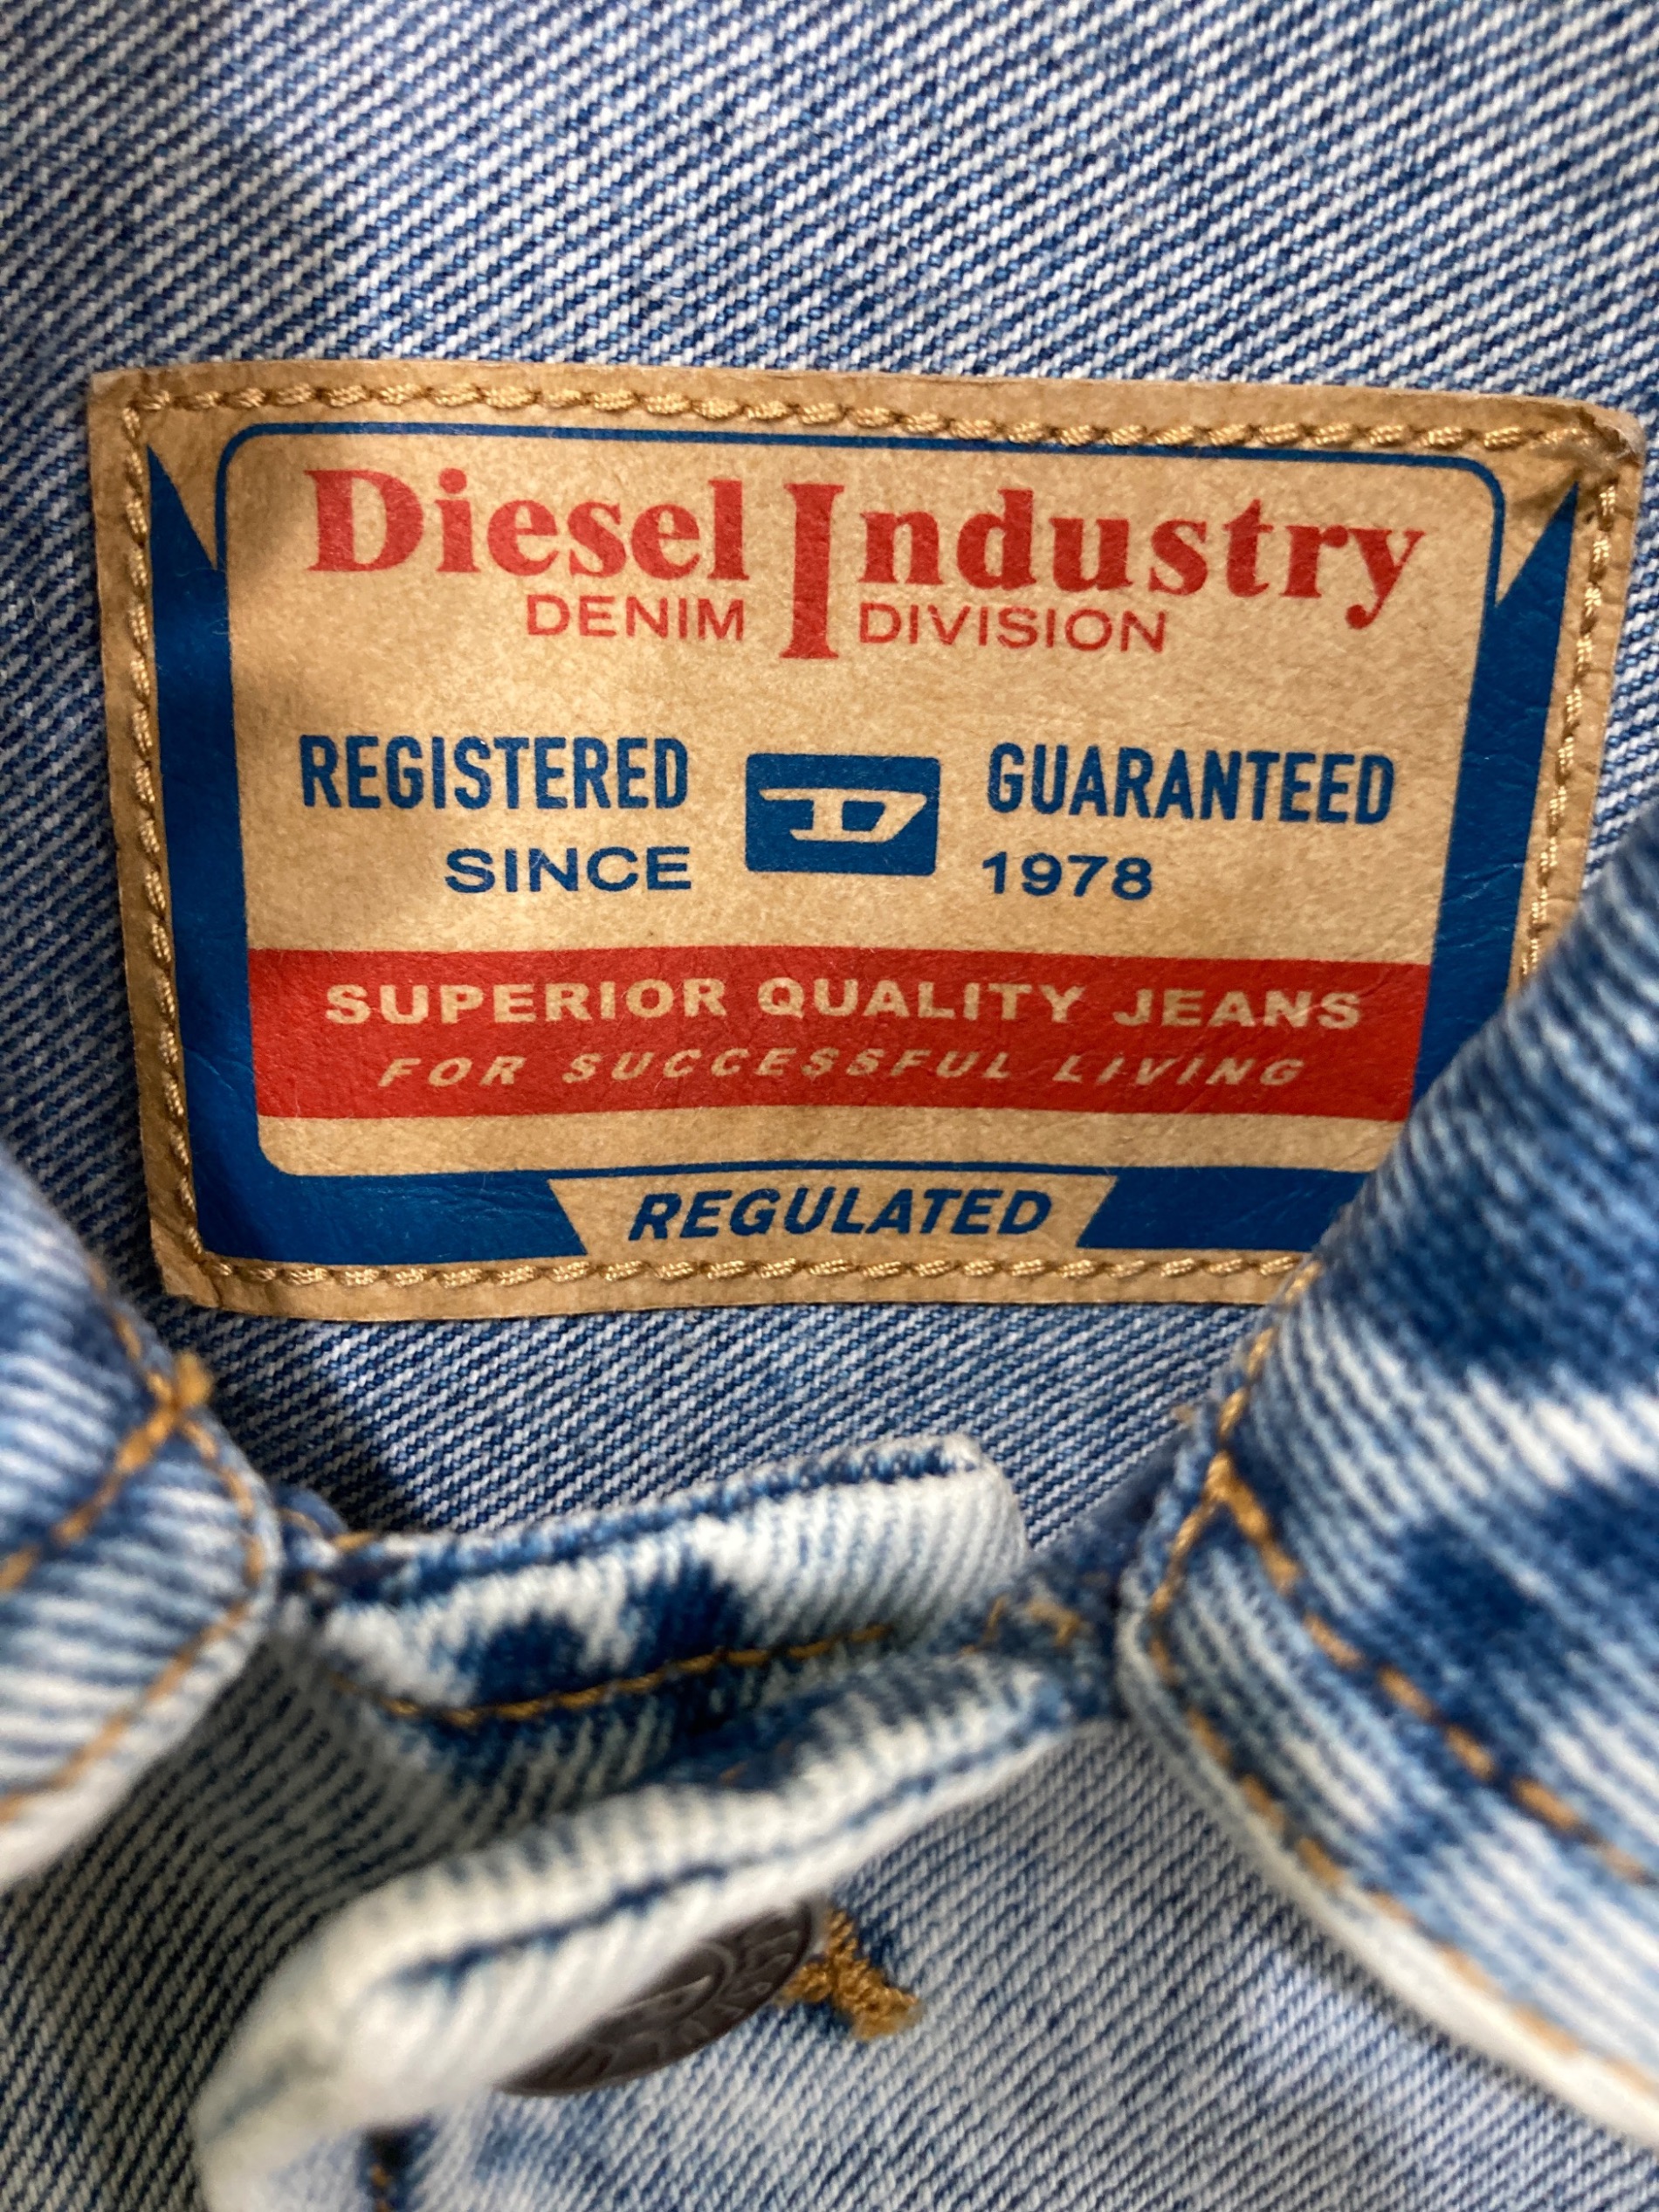 Diesel Industry
DENIM DIVISION
REGISTERED D GUARANTEED
SINCE 1978
SUPERIOR QUALITY JEANS
FOR SUCCESSFUL LIVING
REGULATED